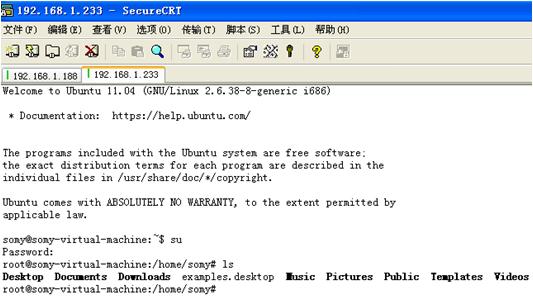 192.168.1.233 - SecureCRT
文件(F) 编辑(E) 查看(V) 选项(O) 传输(T) 脚本(S) 工具(L) 帮助(H)
192.168.1.188 192.168.1.233
Welcome to Ubuntu 11.04 (GNU/Linux 2.6.38-8-generic i686)
* Documentation: https://help.ubuntu.com/
The programs included with the Ubuntu system are free software;
the exact distribution terms for each program are described in the
individual files in /usr/share/doc/*/copyright.
Ubuntu comes with ABSOLUTELY NO WARRANTY, to the extent permitted by
applicable law.
somy@somy-virtual-machine:~$ su
Password:
root@somy-virtual-machine:/home/somy# ls
Desktop Documents Downloads examples.desktop Music Pictures Public Templates Videos
root@somy-virtual-machine:/home/somy#